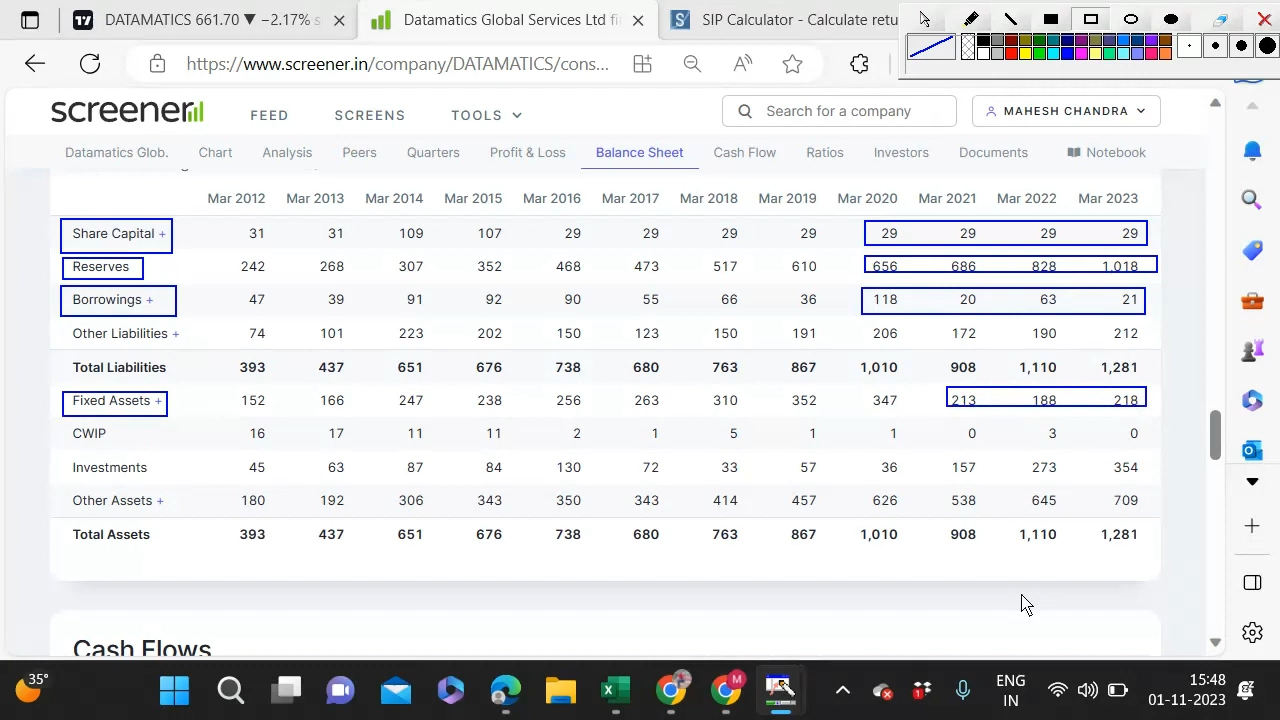 DATAMATICS 661.70 ▼ −2.17%
Datamatics Global Services Ltd fi
SIP Calculator - Calculate retu
https://www.screener.in/company/DATAMATICS/cons...
screener
FEED
SCREENS
TOOLS
Search for a company
MAHESH CHANDRA
Datamatics Glob. Chart Analysis Peers Quarters Profit & Loss Balance Sheet Cash Flow Ratios Investors Documents Notebook
Mar 2012 Mar 2013 Mar 2014 Mar 2015 Mar 2016 Mar 2017 Mar 2018 Mar 2019 Mar 2020 Mar 2021 Mar 2022 Mar 2023
Share Capital + 31 31 109 107 29 29 29 29 29 29 29 29
Reserves 242 268 307 352 468 473 517 610 656 686 828 1,018
Borrowings + 47 39 91 92 90 55 66 36 118 20 63 21
Other Liabilities + 74 101 223 202 150 123 150 191 206 172 190 212
Total Liabilities 393 437 651 676 738 680 763 867 1,010 908 1,110 1,281
Fixed Assets + 152 166 247 238 256 263 310 352 347 213 188 218
CWIP 16 17 11 11 2 1 5 1 1 0 3 0
Investments 45 63 87 84 130 72 33 57 36 157 273 354
Other Assets + 180 192 306 343 350 343 414 457 626 538 645 709
Total Assets 393 437 651 676 738 680 763 867 1,010 908 1,110 1,281
Cash Flows
35°
ENG
IN
15:48
01-11-2023